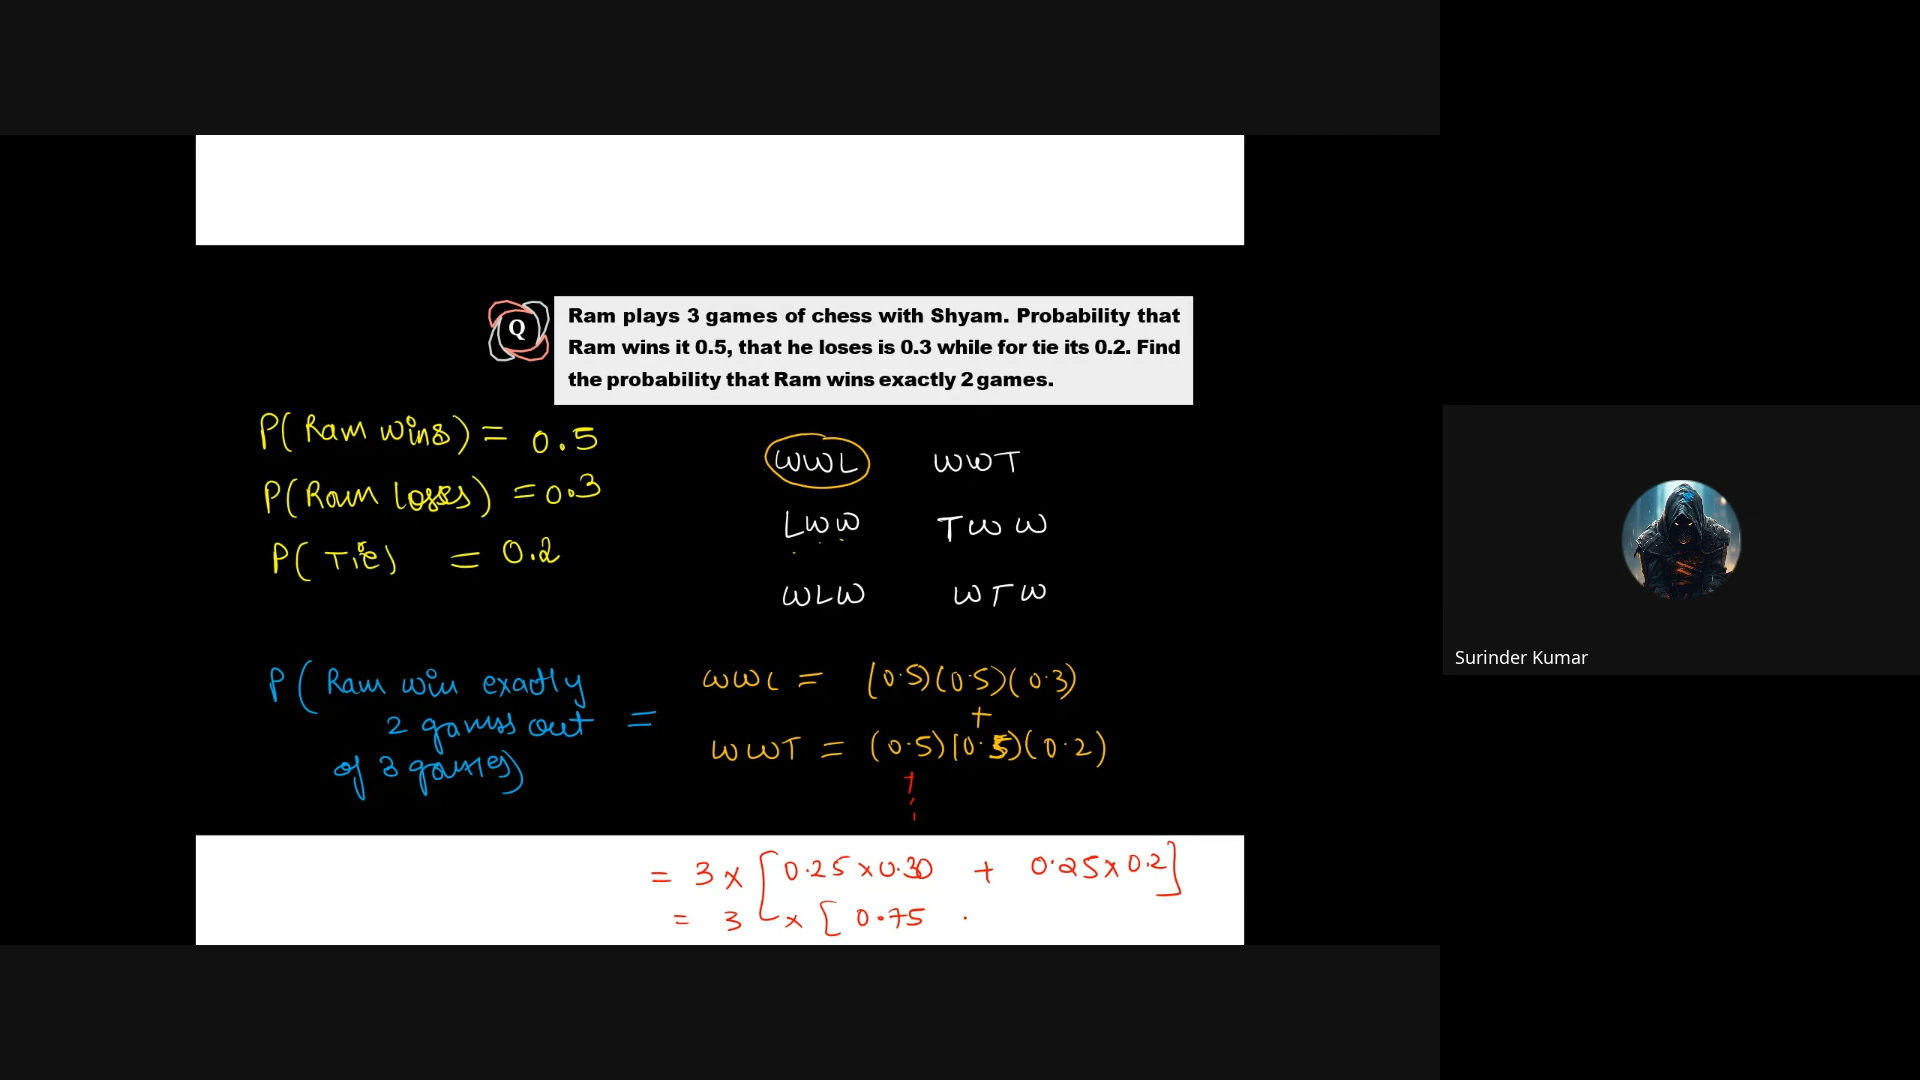 Q
Ram plays 3 games of chess with Shyam. Probability that
Ram wins it 0.5, that he loses is 0.3 while for tie its 0.2. Find
the probability that Ram wins exactly 2 games.
P( Ram wins) = 0.5
P(Ram loses) = 0.3
P( Tie) = 0.2
WWL WWT
LWW TWW
WLW WTW
P( Ram win exactly
2 games out
of 3 games) =
WWL = (0.5)(0.5)(0.3)
+
WWT = (0.5)(0.5)(0.2)
+
= 3 x [0.25 x 0.30 + 0.25 x 0.2]
= 3 x [ 0.75
Surinder Kumar